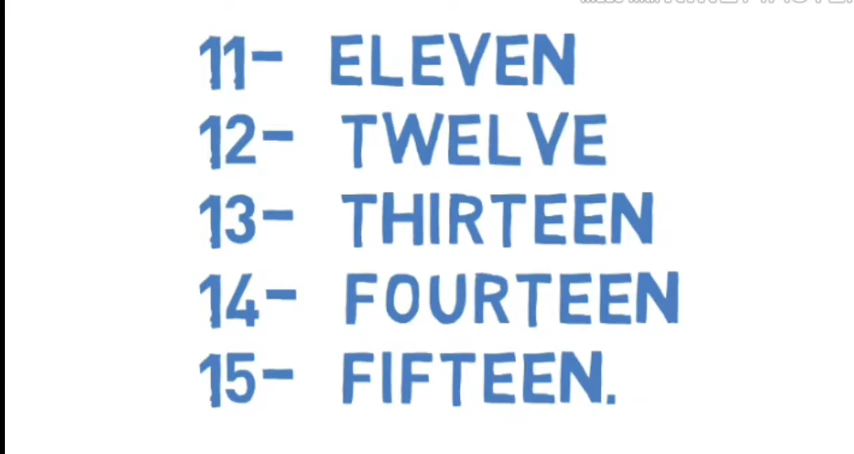 11- ELEVEN
12- TWELVE
13- THIRTEEN
14- FOURTEEN
15- FIFTEEN.